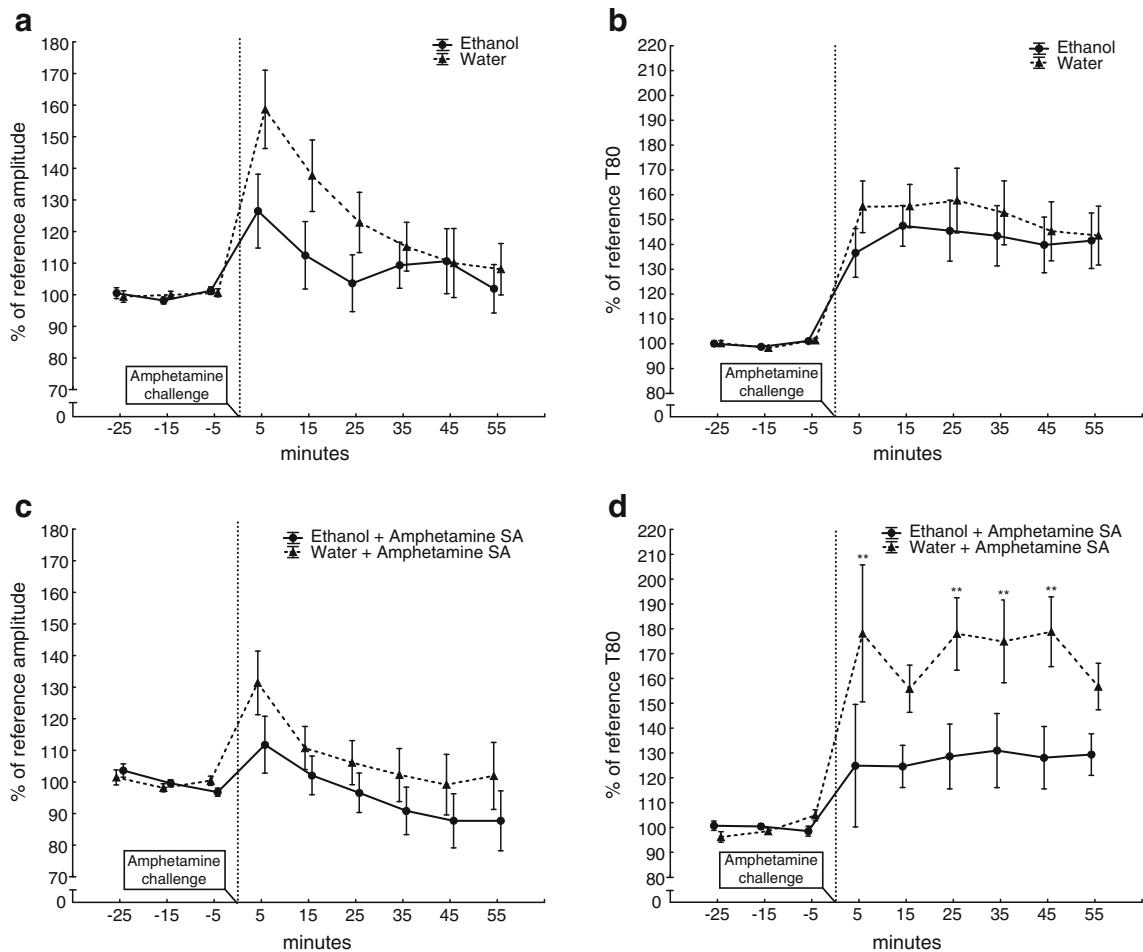 a
% of reference amplitude
180
170
160
150
140
130
120
110
100
90
80
70
0
Ethanol
Water
Amphetamine
challenge
-25 -15 -5 5 15 25 35 45 55
minutes
b
% of reference T80
220
210
200
190
180
170
160
150
140
130
120
110
100
90
80
0
Ethanol
Water
Amphetamine
challenge
-25 -15 -5 5 15 25 35 45 55
minutes
c
% of reference amplitude
180
170
160
150
140
130
120
110
100
90
80
70
0
Ethanol + Amphetamine SA
Water + Amphetamine SA
Amphetamine
challenge
-25 -15 -5 5 15 25 35 45 55
minutes
d
% of reference T80
220
210
200
190
180
170
160
150
140
130
120
110
100
90
80
0
Ethanol + Amphetamine SA
Water + Amphetamine SA
** ** ** **
Amphetamine
challenge
-25 -15 -5 5 15 25 35 45 55
minutes